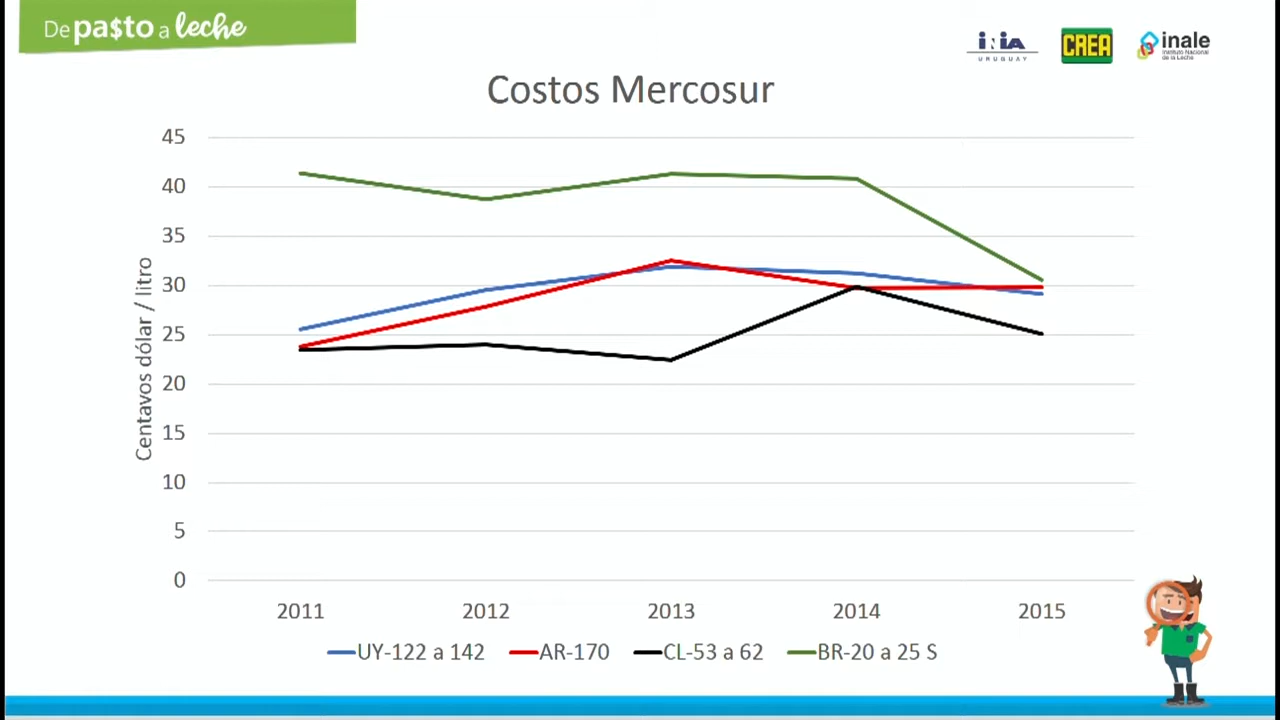 De pa$to a leche
INIA
URUGUAY
CREA
inale
Instituto Nacional
de la Leche
Costos Mercosur
Centavos dólar / litro
45
40
35
30
25
20
15
10
5
0
2011 2012 2013 2014 2015
UY-122 a 142 AR-170 CL-53 a 62 BR-20 a 25 S